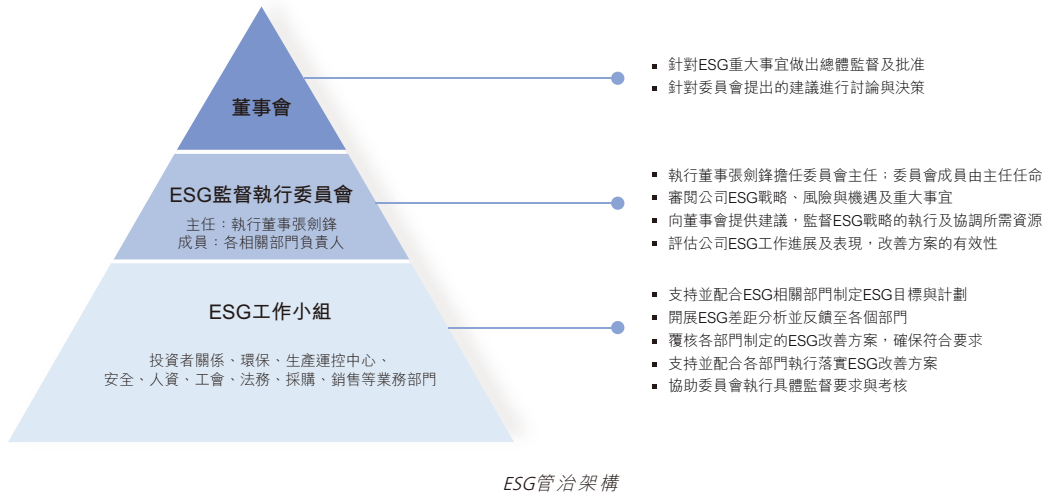 董事會
■ 針對ESG重大事宜做出總體監督及批准
■ 針對委員會提出的建議進行討論與決策
ESG監督執行委員會
主任：執行董事張劍鋒
成員：各相關部門負責人
■ 執行董事張劍鋒擔任委員會主任；委員會成員由主任任命
■ 審閱公司ESG戰略、風險與機遇及重大事宜
■ 向董事會提供建議，監督ESG戰略的執行及協調所需資源
■ 評估公司ESG工作進展及表現，改善方案的有效性
ESG工作小組
投資者關係、環保、生產運控中心、
安全、人資、工會、法務、採購、銷售等業務部門
■ 支持並配合ESG相關部門制定ESG目標與計劃
■ 開展ESG差距分析並反饋至各個部門
■ 覆核各部門制定的ESG改善方案，確保符合要求
■ 支持並配合各部門執行落實ESG改善方案
■ 協助委員會執行具體監督要求與考核
ESG管治架構